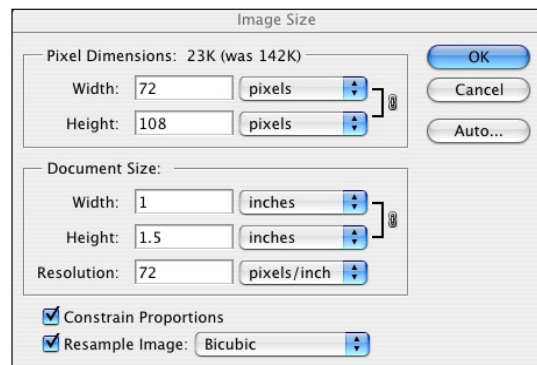 Image Size
Pixel Dimensions: 23K (was 142K)
Width: 72 pixels
Height: 108 pixels
OK
Cancel
Auto...
Document Size:
Width: 1 inches
Height: 1.5 inches
Resolution: 72 pixels/inch
Constrain Proportions
Resample Image: Bicubic